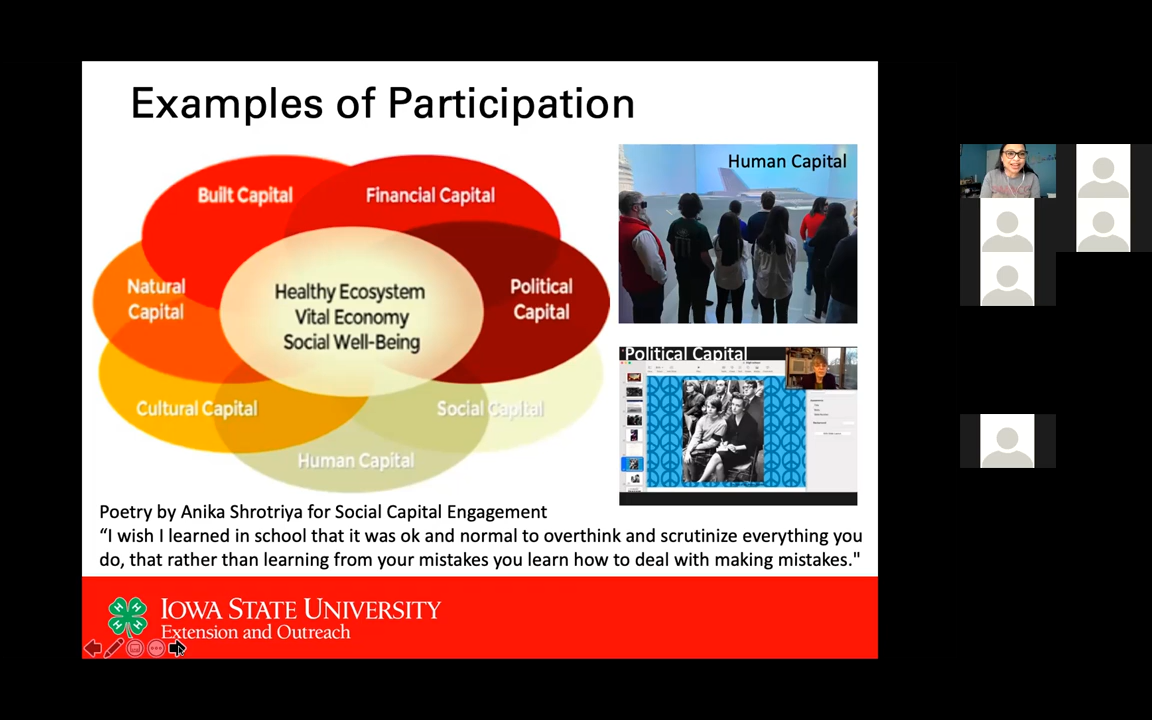 Examples of Participation
Built Capital
Financial Capital
Natural
Capital
Healthy Ecosystem
Vital Economy
Social Well-Being
Political
Capital
Cultural Capital
Social Capital
Human Capital
Human Capital
Political Capital
Poetry by Anika Shrotriya for Social Capital Engagement
“I wish I learned in school that it was ok and normal to overthink and scrutinize everything you
do, that rather than learning from your mistakes you learn how to deal with making mistakes."
H H H H
IOWA STATE UNIVERSITY
Extension and Outreach